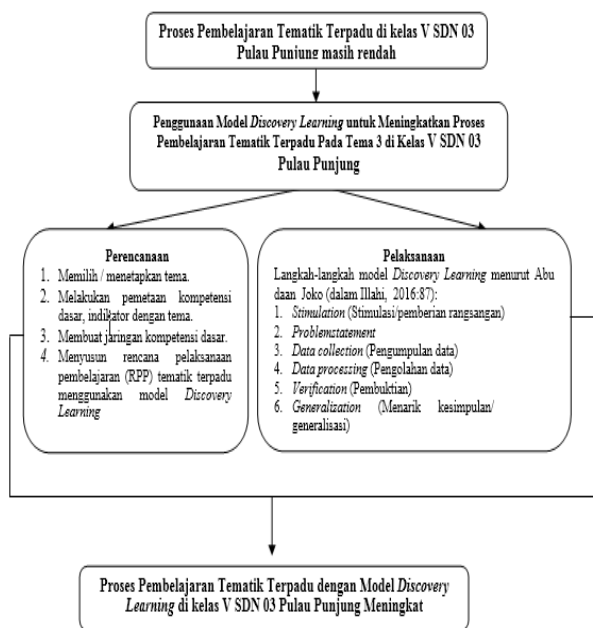 Proses Pembelajaran Tematik Terpadu di kelas V SDN 03
Pulau Punjung masih rendah
Penggunaan Model Discovery Learning untuk Meningkatkan Proses
Pembelajaran Tematik Terpadu Pada Tema 3 di Kelas V SDN 03
Pulau Punjung
Perencanaan
1. Memilih / menetapkan tema.
2. Melakukan pemetaan kompetensi
dasar, indikator dengan tema.
3. Membuat jaringan kompetensi dasar.
4. Menyusun rencana pelaksanaan
pembelajaran (RPP) tematik terpadu
menggunakan model Discovery
Learning
Pelaksanaan
Langkah-langkah model Discovery Learning menurut Abu
daan Joko (dalam Illahi, 2016:87):
1. Stimulation (Stimulasi/pemberian rangsangan)
2. Problemstatement
3. Data collection (Pengumpulan data)
4. Data processing (Pengolahan data)
5. Verification (Pembuktian)
6. Generalization (Menarik kesimpulan/
generalisasi)
Proses Pembelajaran Tematik Terpadu dengan Model Discovery
Learning di kelas V SDN 03 Pulau Punjung Meningkat